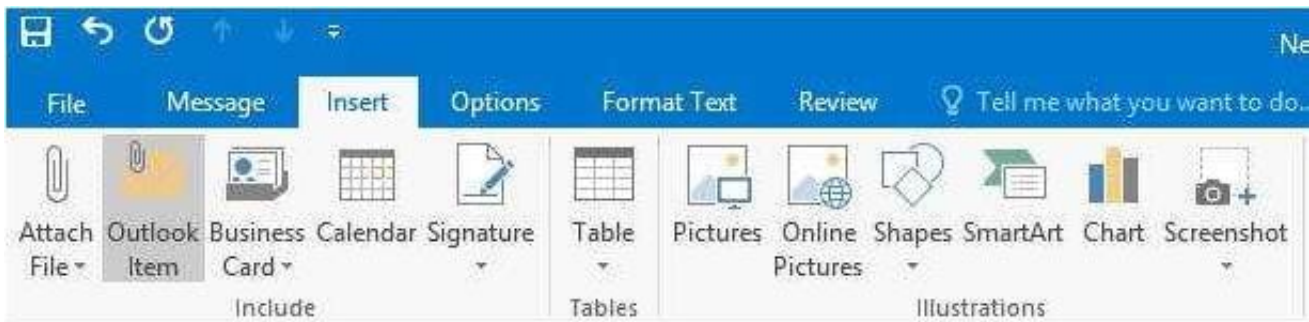 Ne
File Message Insert Options Format Text Review Tell me what you want to do..
Attach Outlook Business Calendar Signature Table Pictures Online Shapes SmartArt Chart Screenshot
File Item Card Pictures
Include Tables Illustrations